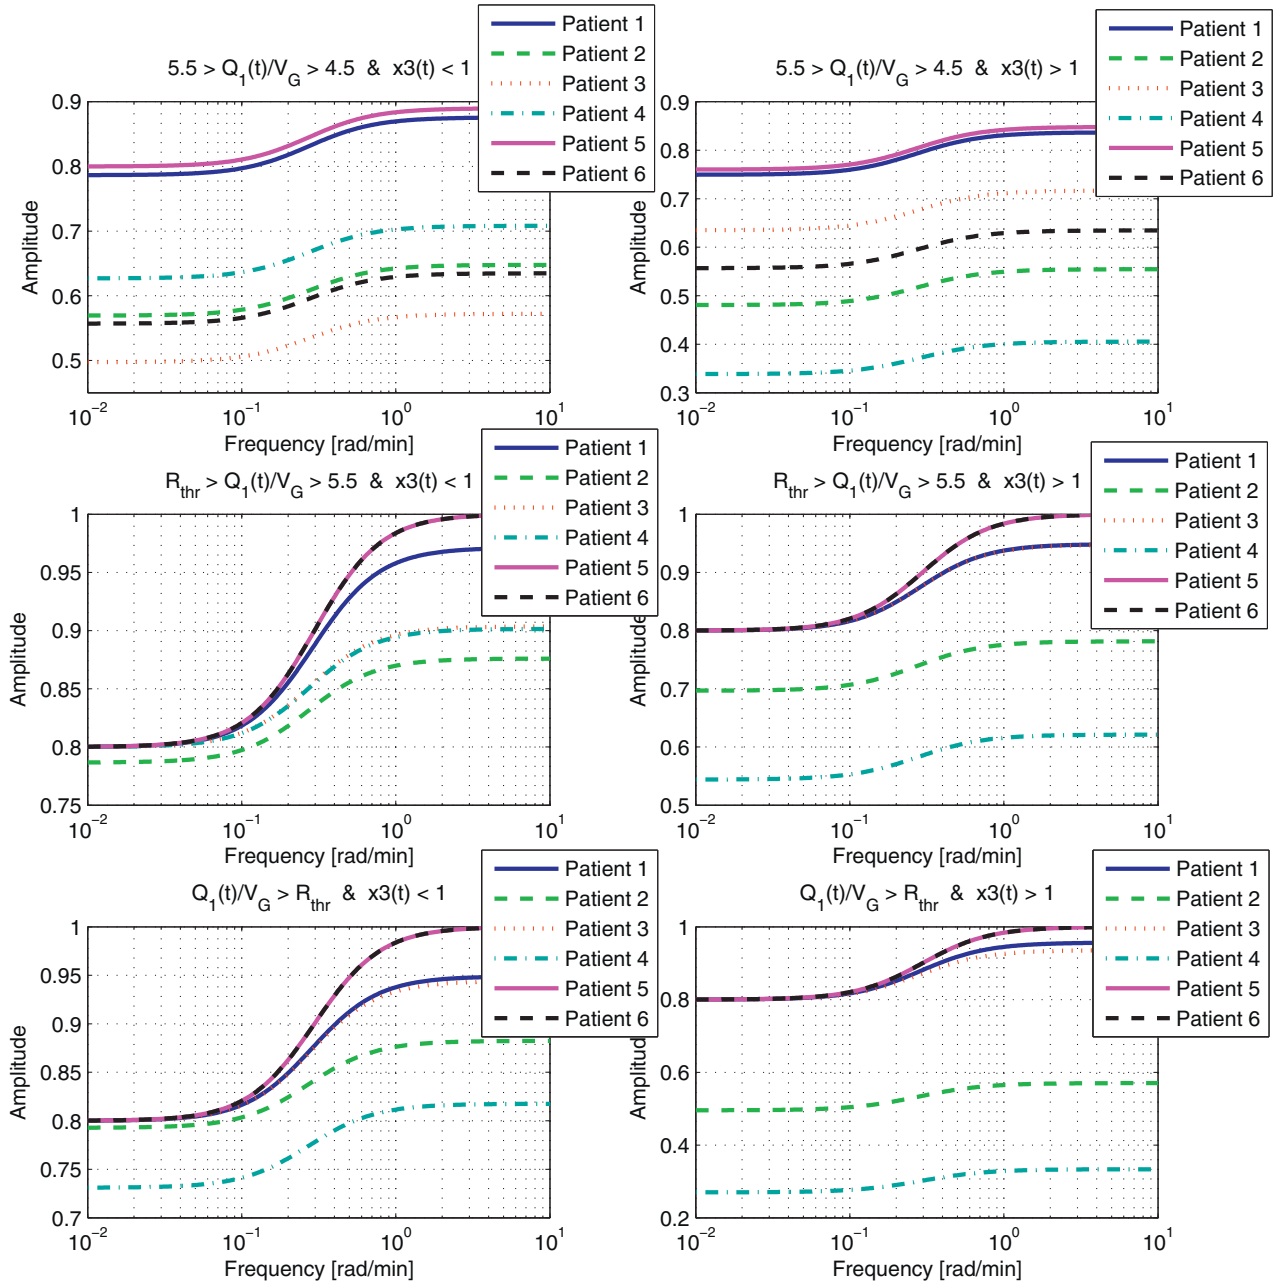 5.5 > Q1(t)/VG > 4.5 & x3(t) < 1
Patient 1
Patient 2
Patient 3
Patient 4
Patient 5
Patient 6
0.9
0.8
0.7
0.6
0.5
Amplitude
10−2
10−1
100
101
Frequency [rad/min]
5.5 > Q1(t)/VG > 4.5 & x3(t) > 1
Patient 1
Patient 2
Patient 3
Patient 4
Patient 5
Patient 6
0.9
0.8
0.7
0.6
0.5
0.4
0.3
Amplitude
10−2
10−1
100
101
Frequency [rad/min]
Rthr > Q1(t)/VG > 5.5 & x3(t) < 1
Patient 1
Patient 2
Patient 3
Patient 4
Patient 5
Patient 6
1
0.95
0.9
0.85
0.8
0.75
Amplitude
10−2
10−1
100
101
Frequency [rad/min]
Rthr > Q1(t)/VG > 5.5 & x3(t) > 1
Patient 1
Patient 2
Patient 3
Patient 4
Patient 5
Patient 6
1
0.9
0.8
0.7
0.6
0.5
Amplitude
10−2
10−1
100
101
Frequency [rad/min]
Q1(t)/VG > Rthr & x3(t) < 1
Patient 1
Patient 2
Patient 3
Patient 4
Patient 5
Patient 6
1
0.95
0.9
0.85
0.8
0.75
0.7
Amplitude
10−2
10−1
100
101
Frequency [rad/min]
Q1(t)/VG > Rthr & x3(t) > 1
Patient 1
Patient 2
Patient 3
Patient 4
Patient 5
Patient 6
1
0.8
0.6
0.4
0.2
Amplitude
10−2
10−1
100
101
Frequency [rad/min]